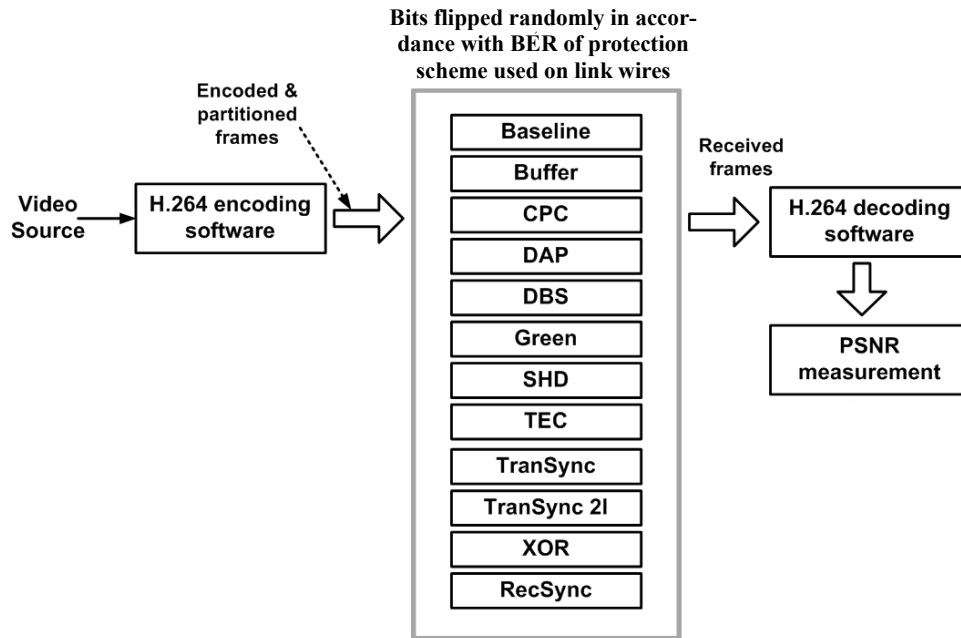 Bits flipped randomly in accor-
dance with BER of protection
scheme used on link wires
Encoded &
partitioned
frames
Video
Source
H.264 encoding
software
Baseline
Buffer
CPC
DAP
DBS
Green
SHD
TEC
TranSync
TranSync 2I
XOR
RecSync
Received
frames
H.264 decoding
software
PSNR
measurement